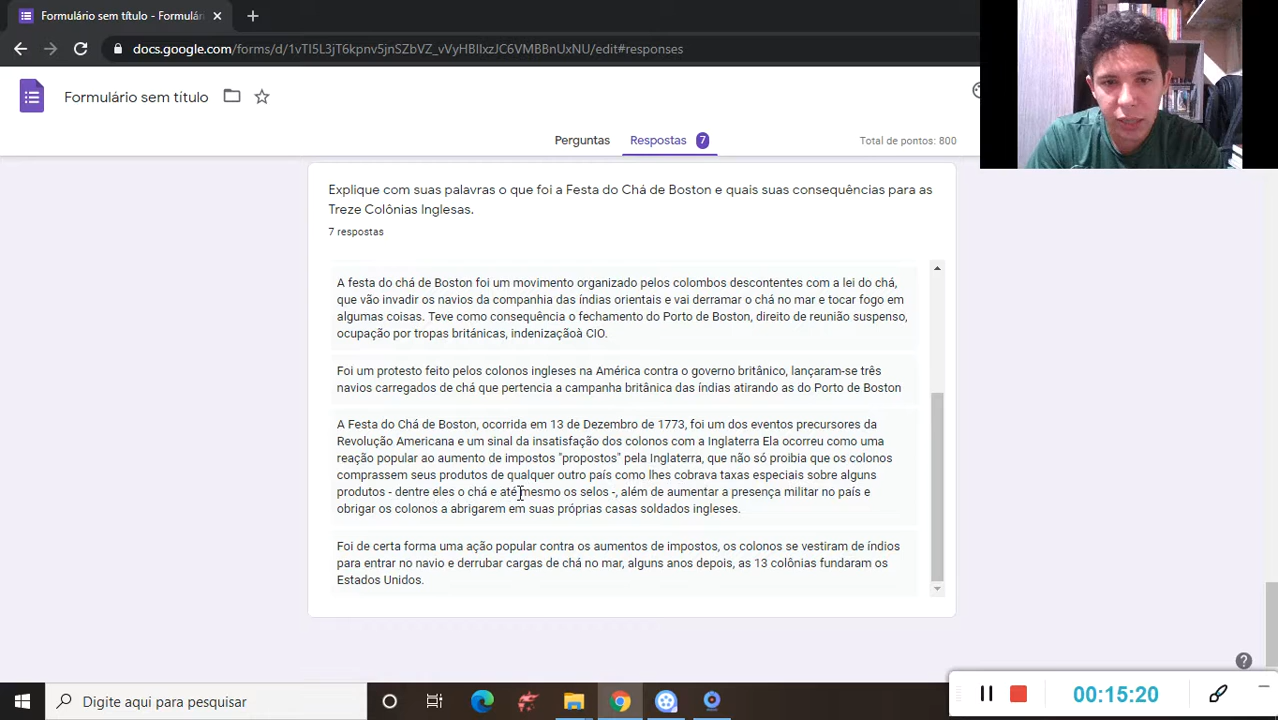 Formulário sem título - Formulár
docs.google.com/forms/d/1vTI5L3jT6kpnv5jnSZbVZ_vVyHBIIxzJC6VMBBnUxNU/edit#responses
Formulário sem título
Perguntas
Respostas 7
Total de pontos: 800
Explique com suas palavras o que foi a Festa do Chá de Boston e quais suas consequências para as
Treze Colônias Inglesas.
7 respostas
A festa do chá de Boston foi um movimento organizado pelos colombos descontentes com a lei do chá,
que vão invadir os navios da companhia das índias orientais e vai derramar o chá no mar e tocar fogo em
algumas coisas. Teve como consequência o fechamento do Porto de Boston, direito de reunião suspenso,
ocupação por tropas británicas, indenizaçãoà CIO.
Foi um protesto feito pelos colonos ingleses na América contra o governo britânico, lançaram-se três
navios carregados de chá que pertencia a campanha britânica das índias atirando as do Porto de Boston
A Festa do Chá de Boston, ocorrida em 13 de Dezembro de 1773, foi um dos eventos precursores da
Revolução Americana e um sinal da insatisfação dos colonos com a Inglaterra Ela ocorreu como uma
reação popular ao aumento de impostos "propostos" pela Inglaterra, que não só proibia que os colonos
comprassem seus produtos de qualquer outro país como lhes cobrava taxas especiais sobre alguns
produtos - dentre eles o chá e até mesmo os selos -, além de aumentar a presença militar no país e
obrigar os colonos a abrigarem em suas próprias casas soldados ingleses.
Foi de certa forma uma ação popular contra os aumentos de impostos, os colonos se vestiram de índios
para entrar no navio e derrubar cargas de chá no mar, alguns anos depois, as 13 colônias fundaram os
Estados Unidos.
Digite aqui para pesquisar
00:15:20